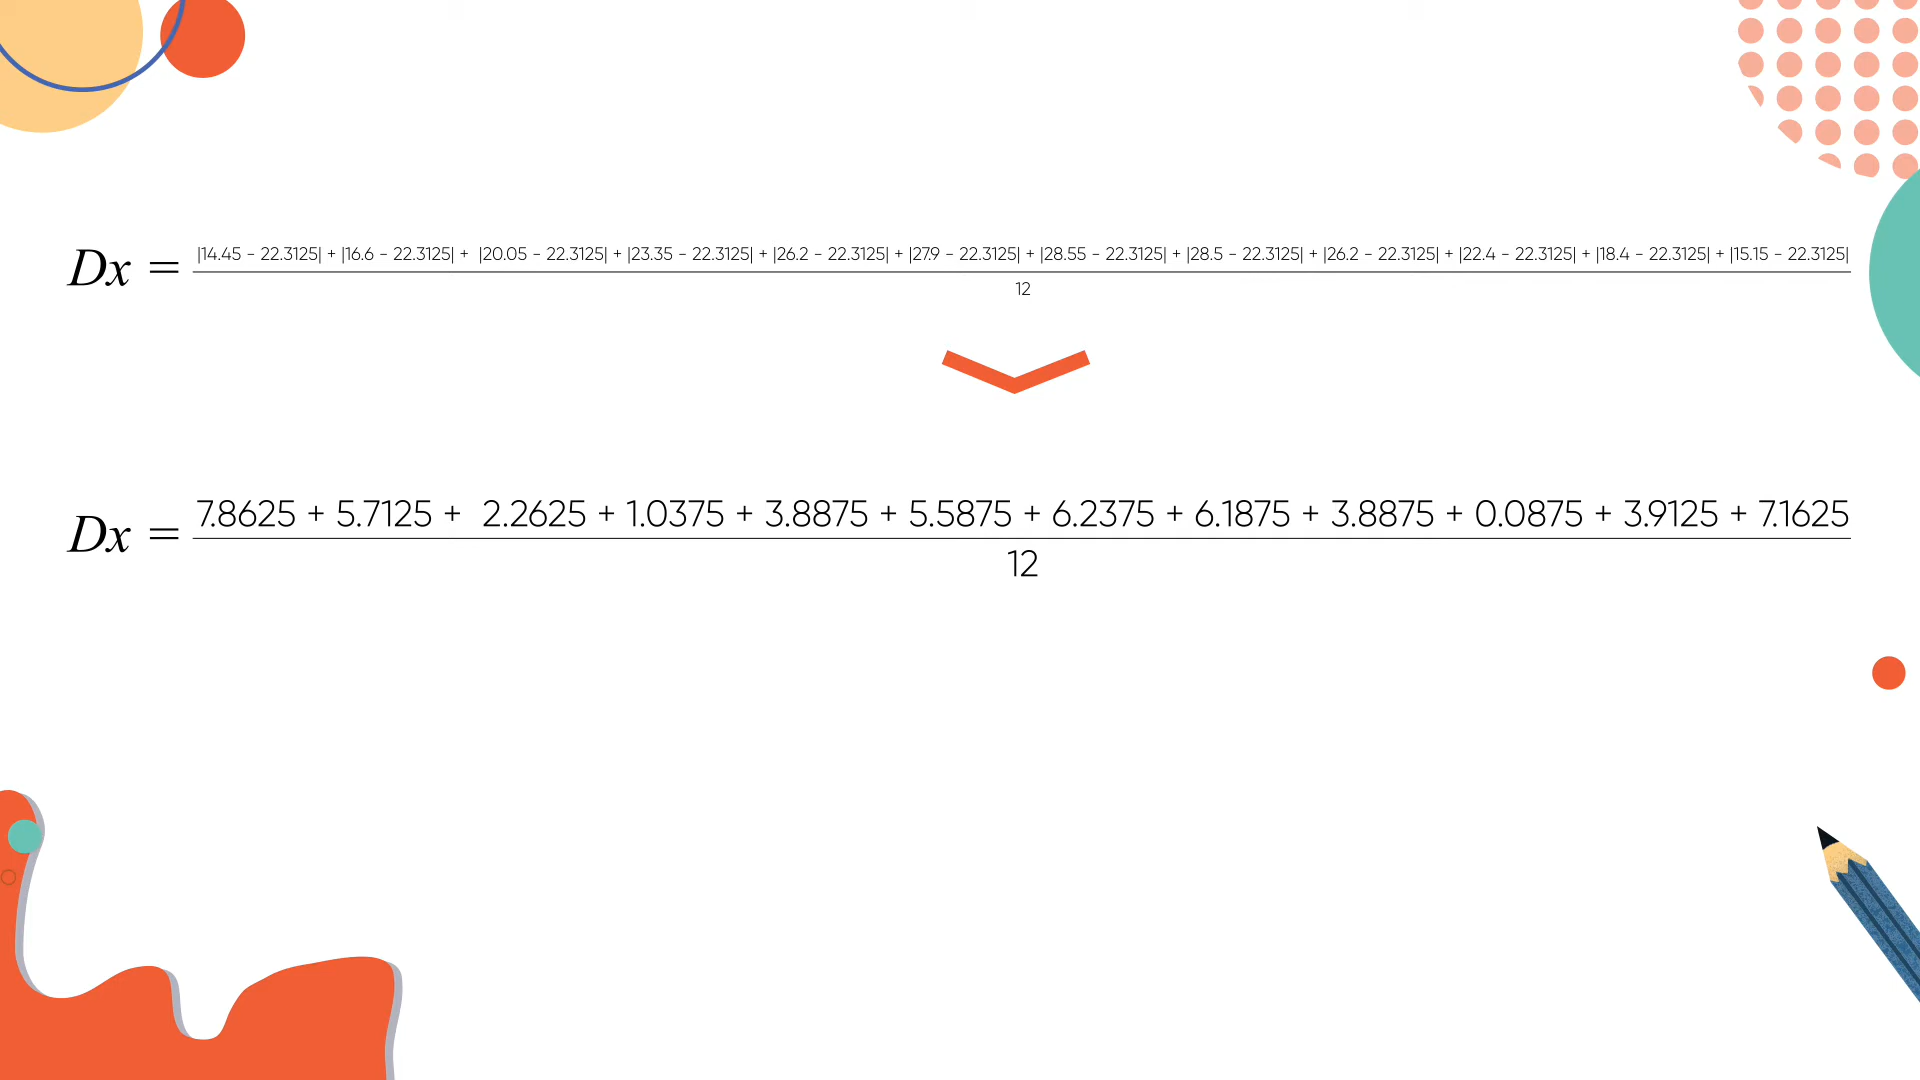 Dx = |14.45 - 22.3125| + |16.6 - 22.3125| + |20.05 - 22.3125| + |23.35 - 22.3125| + |26.2 - 22.3125| + |27.9 - 22.3125| + |28.55 - 22.3125| + |28.5 - 22.3125| + |26.2 - 22.3125| + |22.4 - 22.3125| + |18.4 - 22.3125| + |15.15 - 22.3125|
12
Dx = 7.8625 + 5.7125 + 2.2625 + 1.0375 + 3.8875 + 5.5875 + 6.2375 + 6.1875 + 3.8875 + 0.0875 + 3.9125 + 7.1625
12